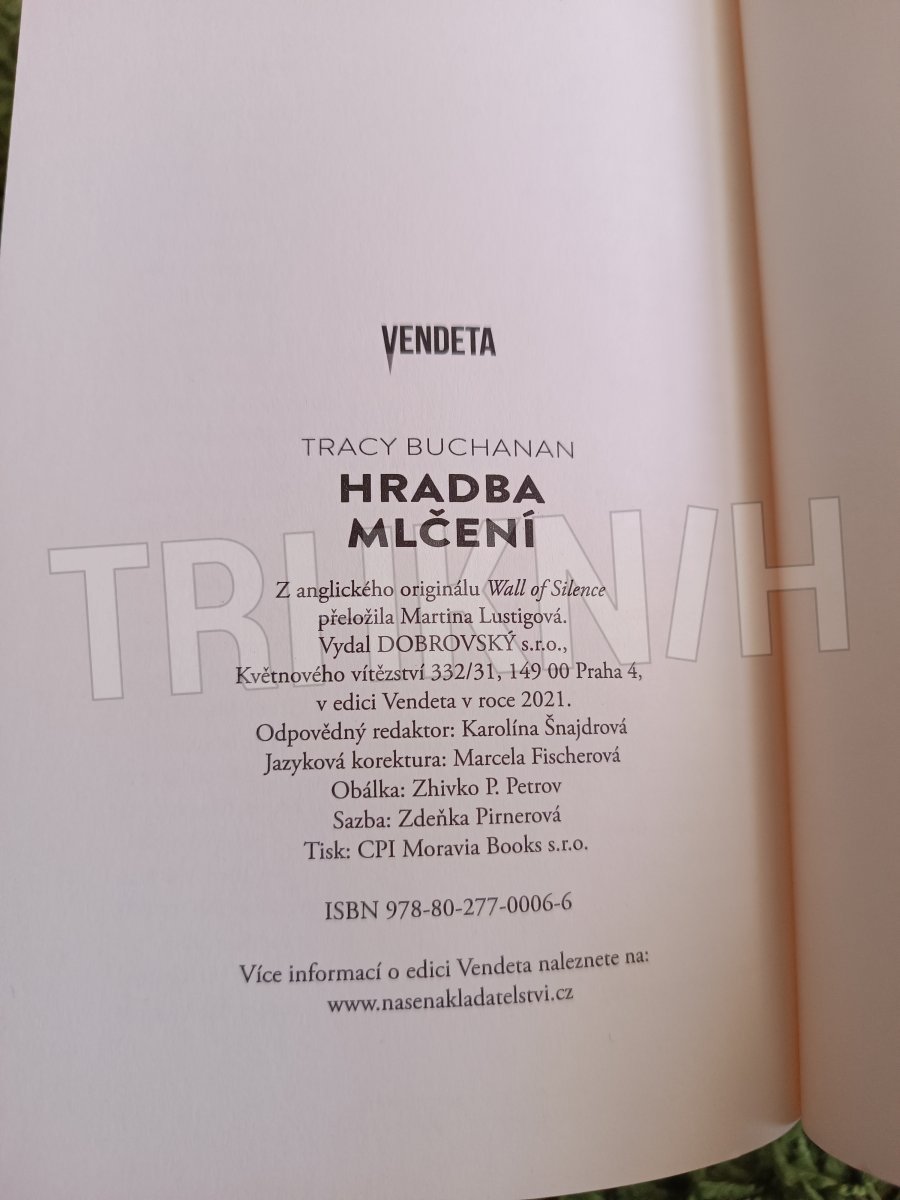 VENDETA
TRACY BUCHANAN
HRADBA
MLČENÍ
Z anglického originálu Wall of Silence
přeložila Martina Lustigová.
Vydal DOBROVSKÝ s.r.o.,
Květnového vítězství 332/31, 149 00 Praha 4,
v edici Vendeta v roce 2021.
Odpovědný redaktor: Karolína Šnajdrová
Jazyková korektura: Marcela Fischerová
Obálka: Zhivko P. Petrov
Sazba: Zdeňka Pirnerová
Tisk: CPI Moravia Books s.r.o.
ISBN 978-80-277-0006-6
Více informací o edici Vendeta naleznete na:
www.nasenakladatelstvi.cz